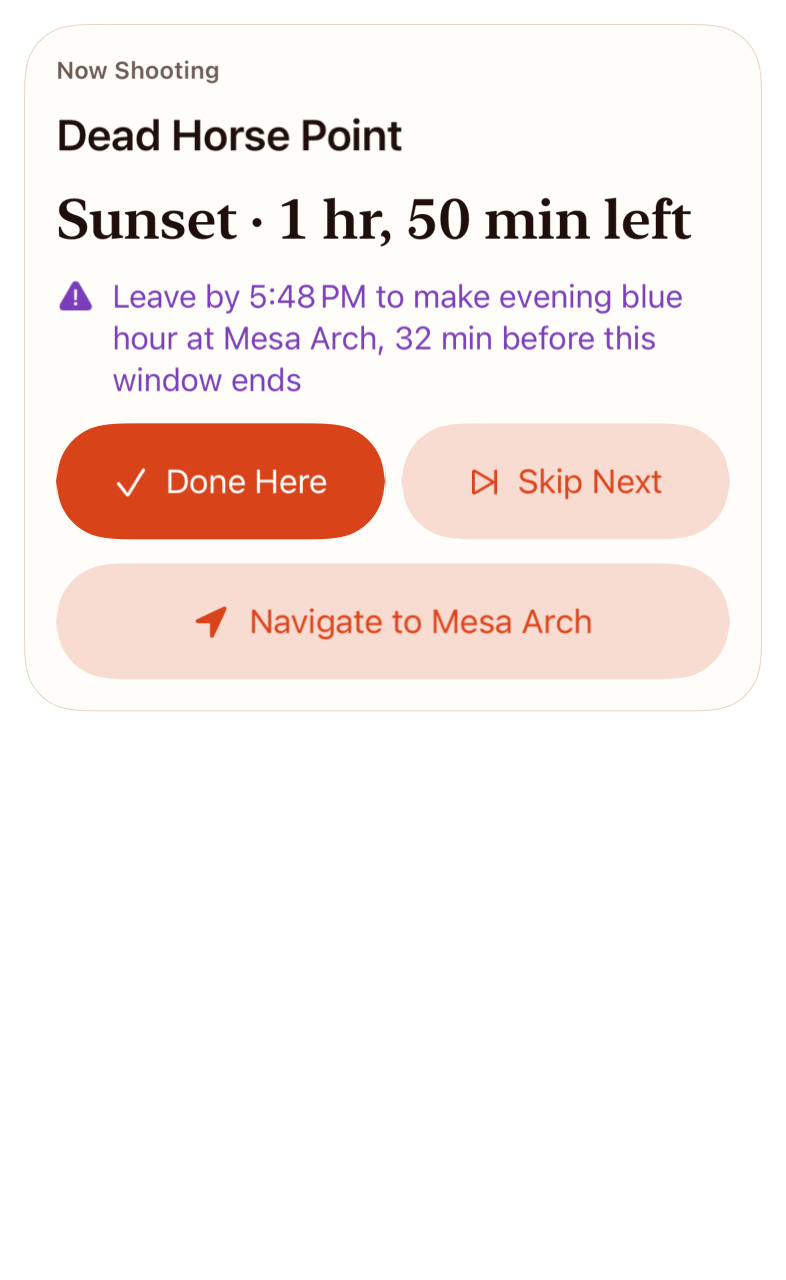 Now Shooting
Dead Horse Point
Sunset · 1 hr, 50 min left
Leave by 5:48 PM to make evening blue
hour at Mesa Arch, 32 min before this
window ends
Done Here
Skip Next
Navigate to Mesa Arch